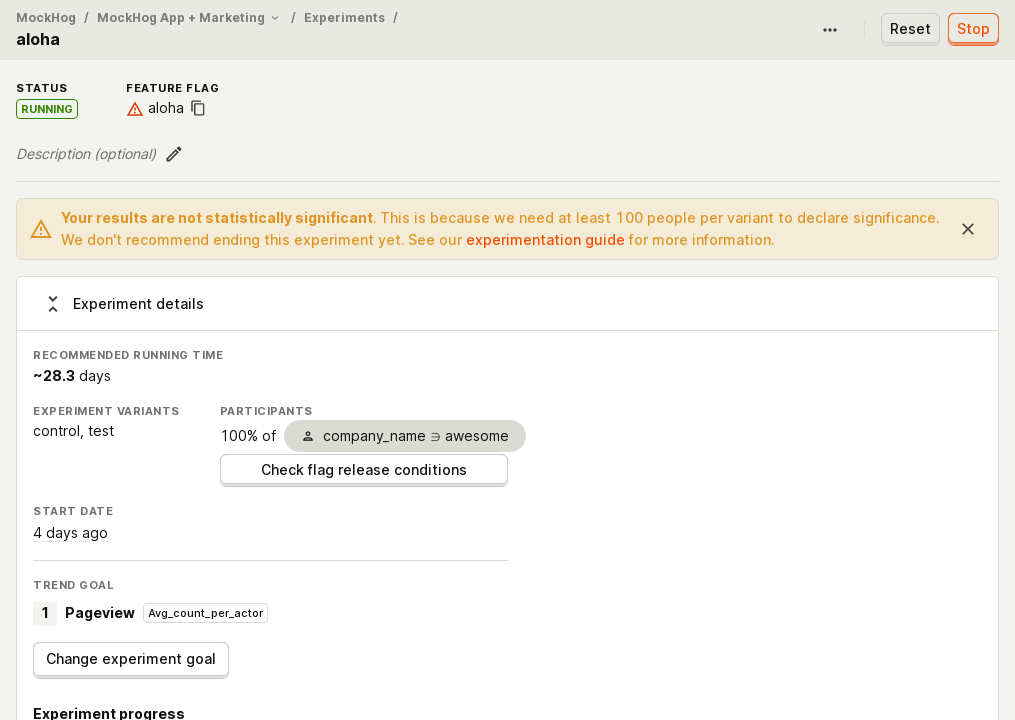 MockHog / MockHog App + Marketing / Experiments /
aloha
Reset
Stop
STATUS
FEATURE FLAG
RUNNING
aloha
Description (optional)
Your results are not statistically significant. This is because we need at least 100 people per variant to declare significance.
We don't recommend ending this experiment yet. See our experimentation guide for more information.
Experiment details
RECOMMENDED RUNNING TIME
~28.3 days
EXPERIMENT VARIANTS
PARTICIPANTS
control, test
100% of company_name ∋ awesome
Check flag release conditions
START DATE
4 days ago
TREND GOAL
1 Pageview Avg_count_per_actor
Change experiment goal
Experiment progress